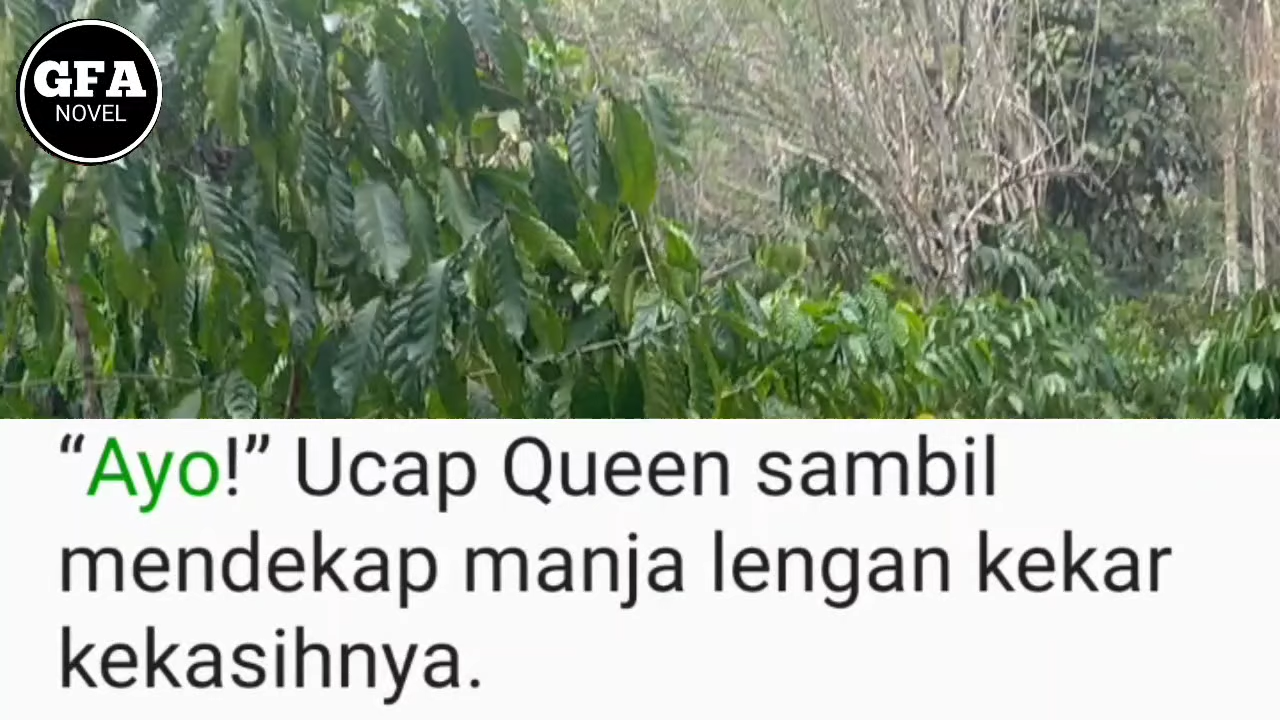 GFA
NOVEL
“Ayo!” Ucap Queen sambil
mendekap manja lengan kekar
kekasihnya.